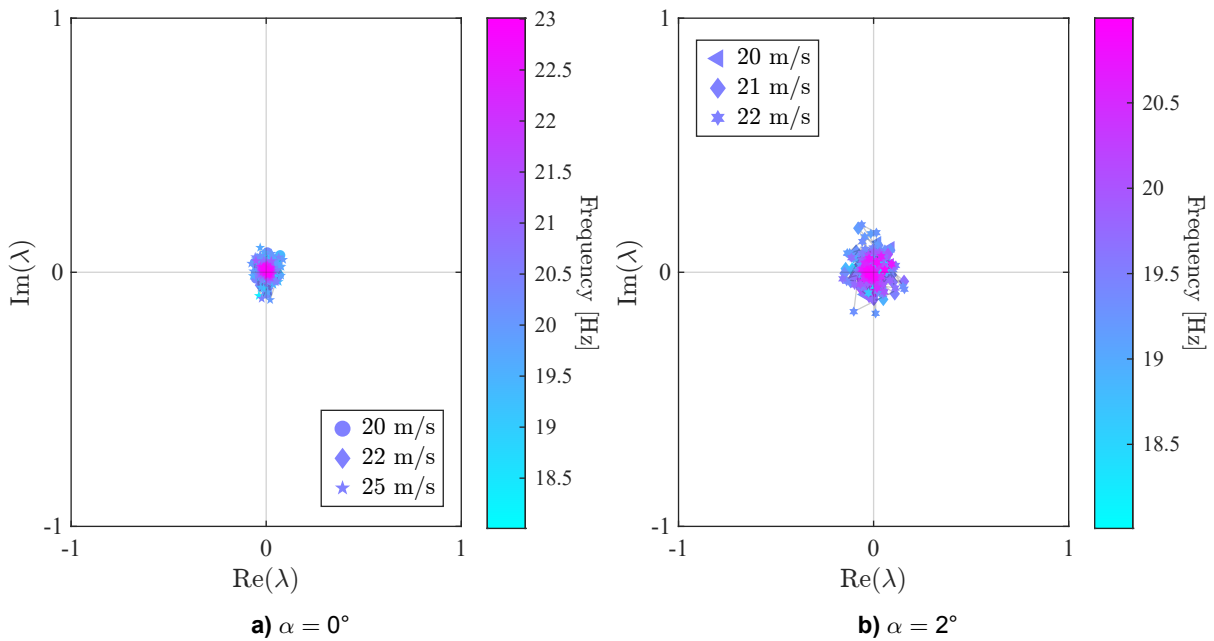 1
0
-1
-1
0
1
Im(λ)
Re(λ)
20 m/s
22 m/s
25 m/s
23
22.5
22
21.5
21
20.5
20
19.5
19
18.5
Frequency [Hz]
a) α = 0°
1
0
-1
-1
0
1
Im(λ)
Re(λ)
20 m/s
21 m/s
22 m/s
20.5
20
19.5
19
18.5
Frequency [Hz]
b) α = 2°